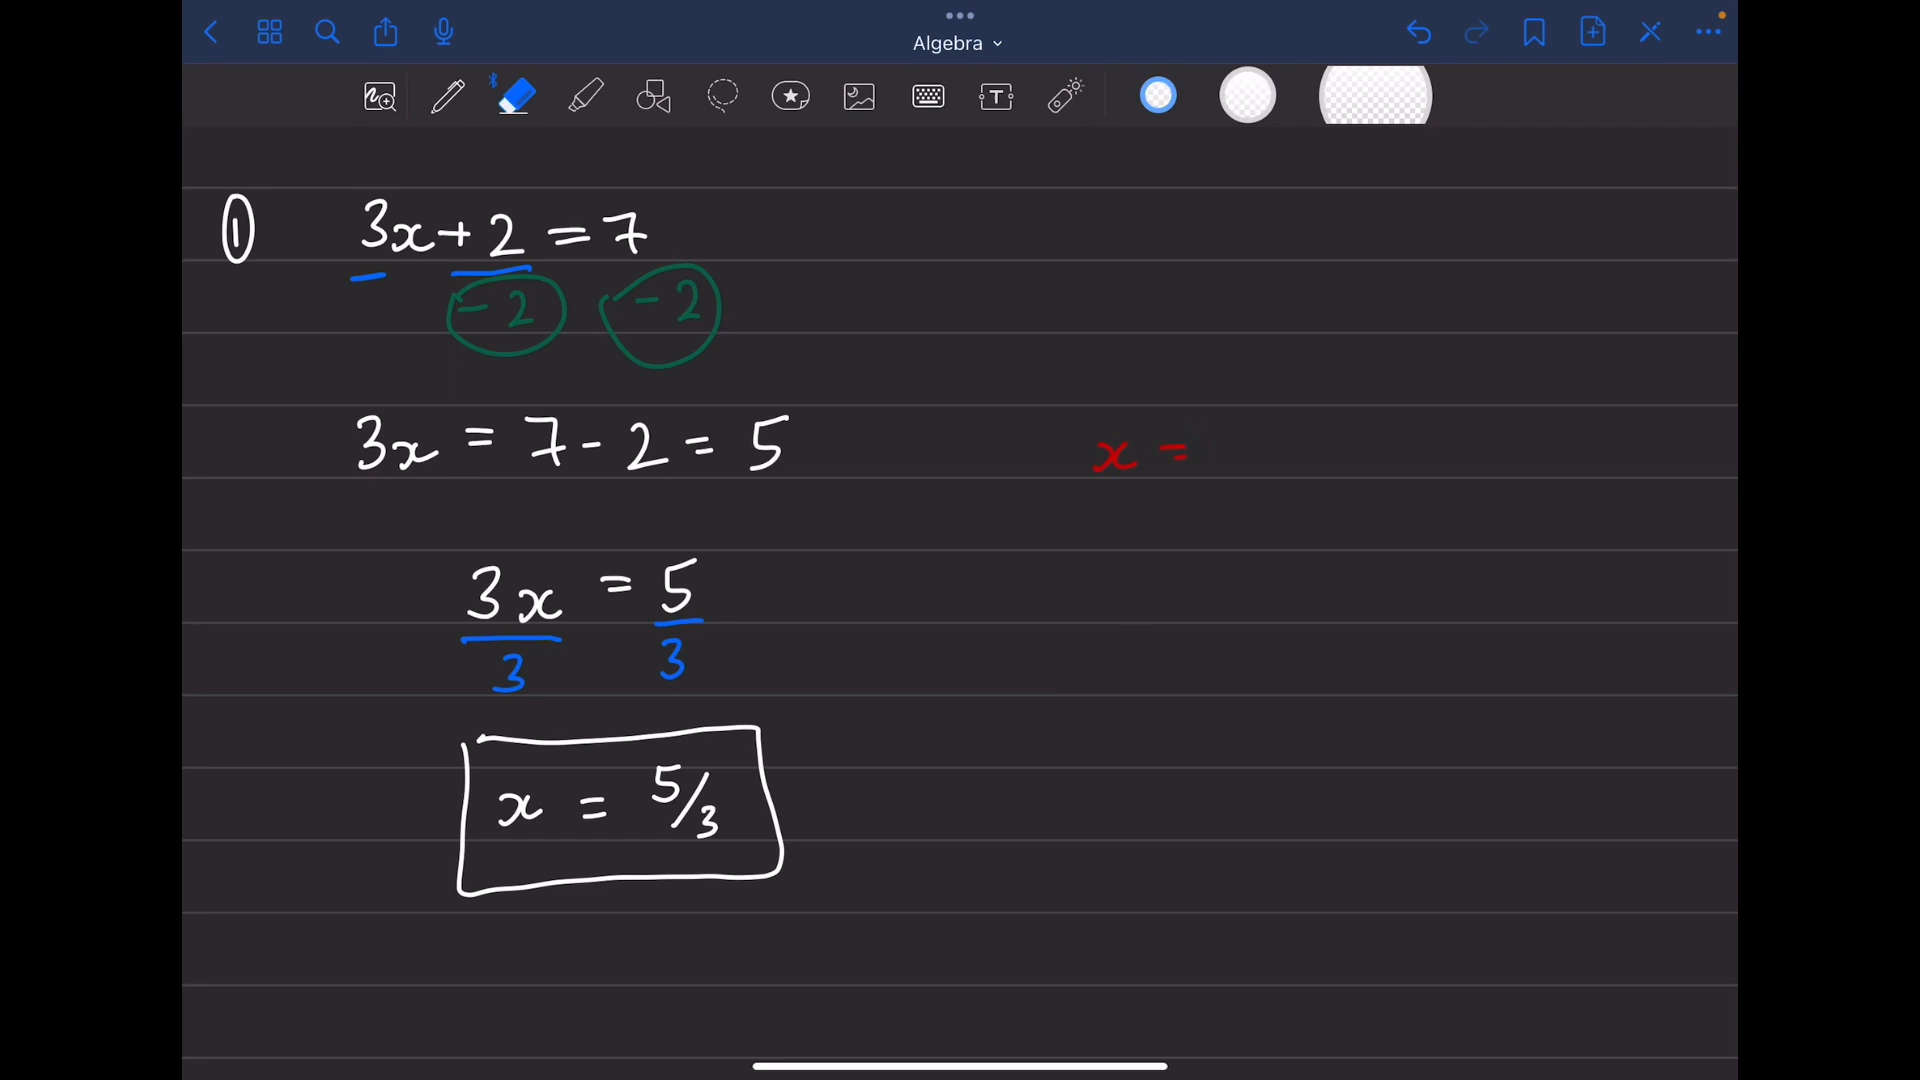 Algebra
T
① 3x + 2 = 7
- 2 - 2
3x = 7 - 2 = 5
x =
3x = 5
3 3
x = 5/3